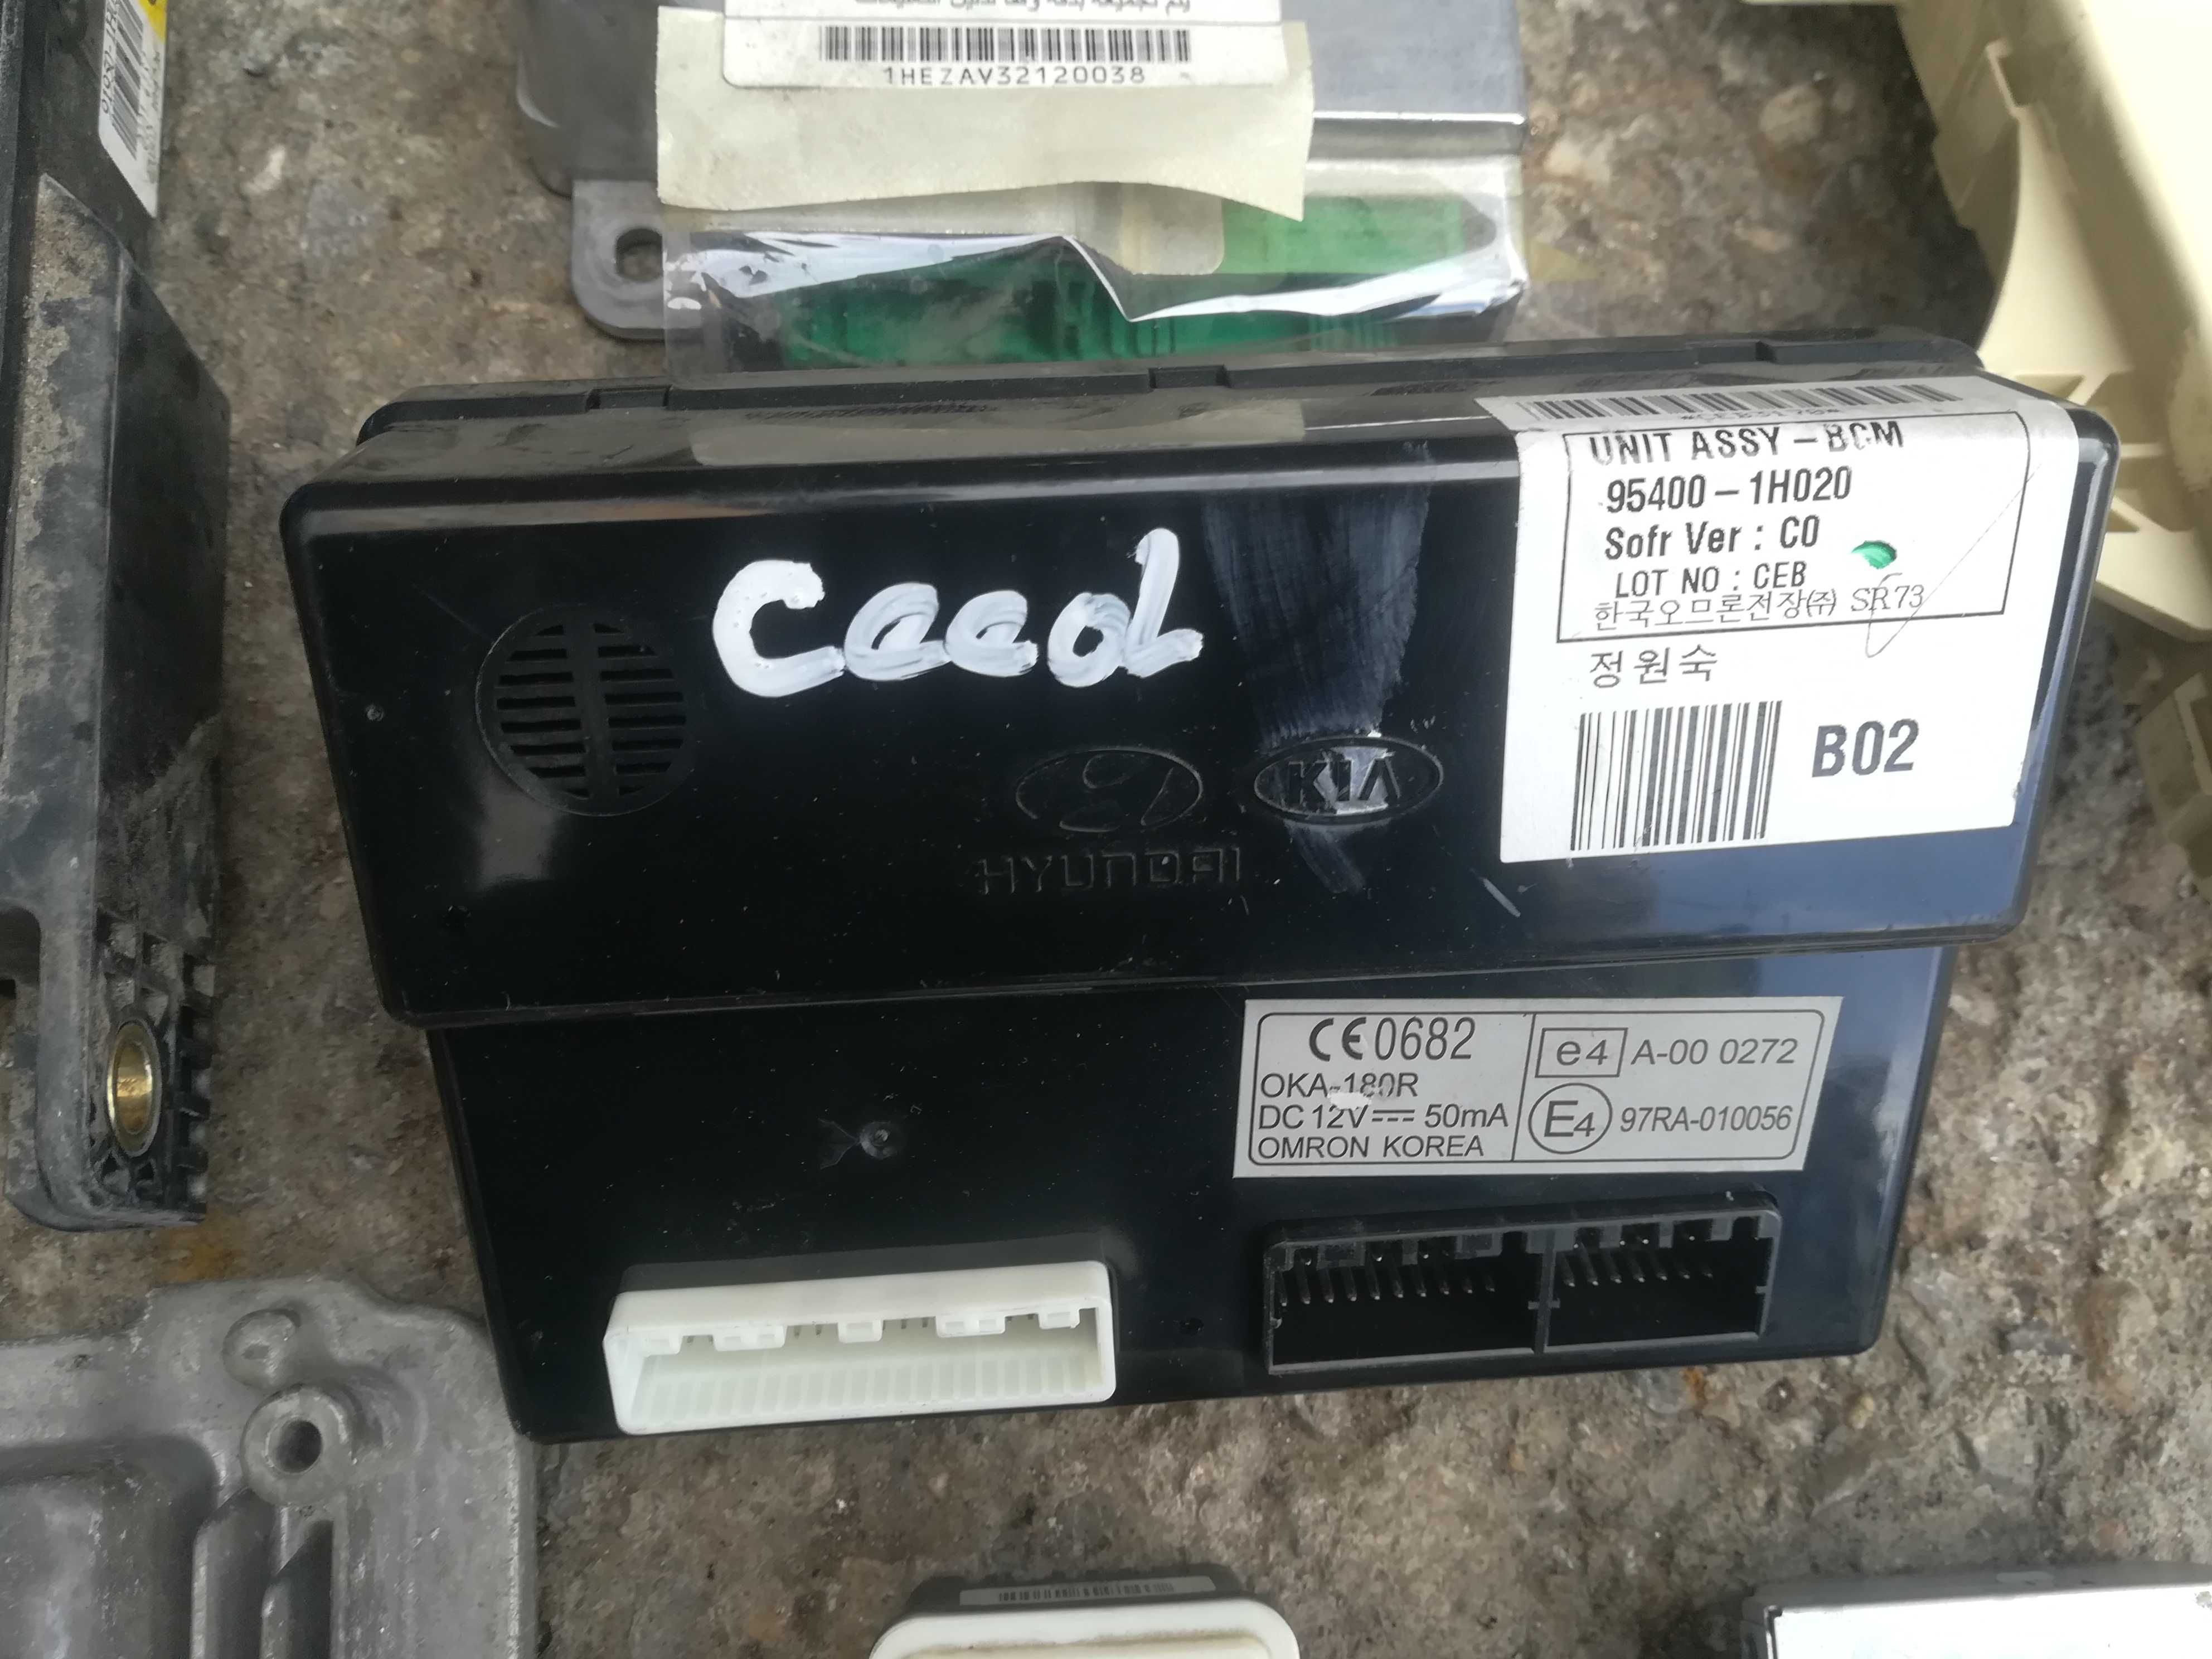 1HEZAV32120038
UNIT ASSY – BCM
95400 – 1H020
Sofr Ver : C0
LOT NO : CEB
한국오므론전장㈜ SR73
정원숙
B02
Ceed
KIA
HYUNDAI
CE0682
OKA-180R
DC 12V⎓ 50mA
OMRON KOREA
e4 A-00 0272
E4 97RA-010056